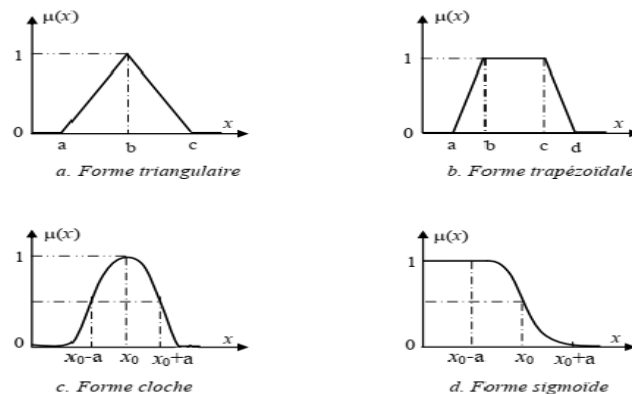 μ(x)
1
0
a b c
x
a. Forme triangulaire
μ(x)
1
0
a b c d
x
b. Forme trapézoïdale
μ(x)
1
0
x₀-a x₀ x₀+a
x
c. Forme cloche
μ(x)
1
0
x₀-a x₀ x₀+a
x
d. Forme sigmoïde